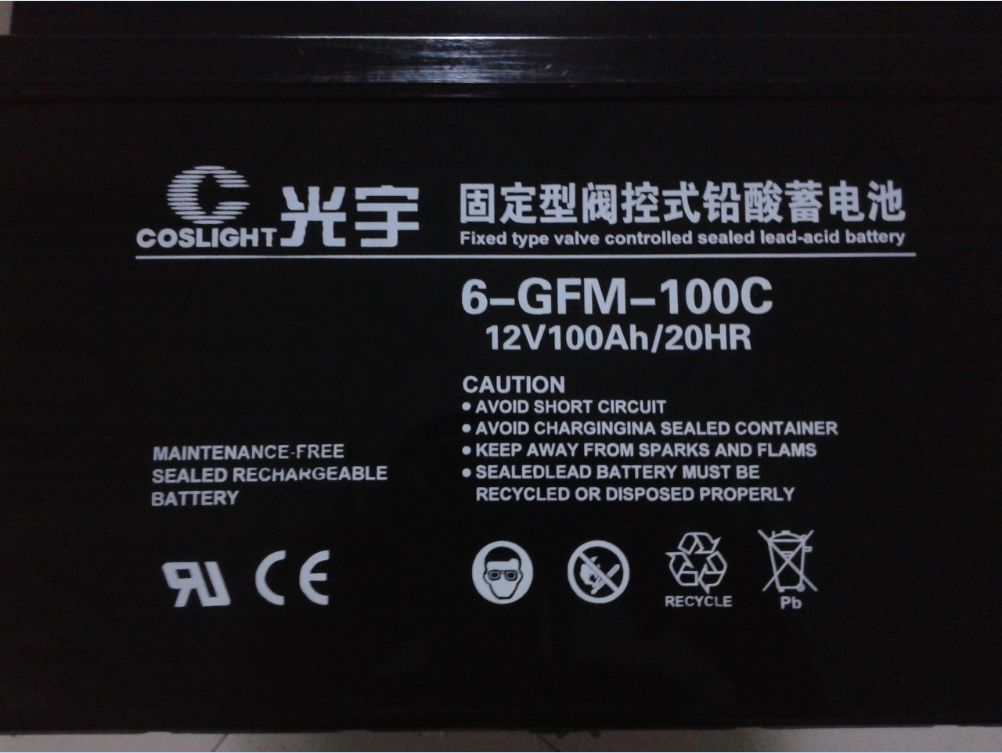 COSLIGHT 光宇
固定型阀控式铅酸蓄电池
Fixed type valve controlled sealed lead-acid battery
6-GFM-100C
12V100Ah/20HR
CAUTION
• AVOID SHORT CIRCUIT
• AVOID CHARGINGINA SEALED CONTAINER
• KEEP AWAY FROM SPARKS AND FLAMS
• SEALEDLEAD BATTERY MUST BE
RECYCLED OR DISPOSED PROPERLY
MAINTENANCE-FREE
SEALED RECHARGEABLE
BATTERY
RU CE
RECYCLE
Pb